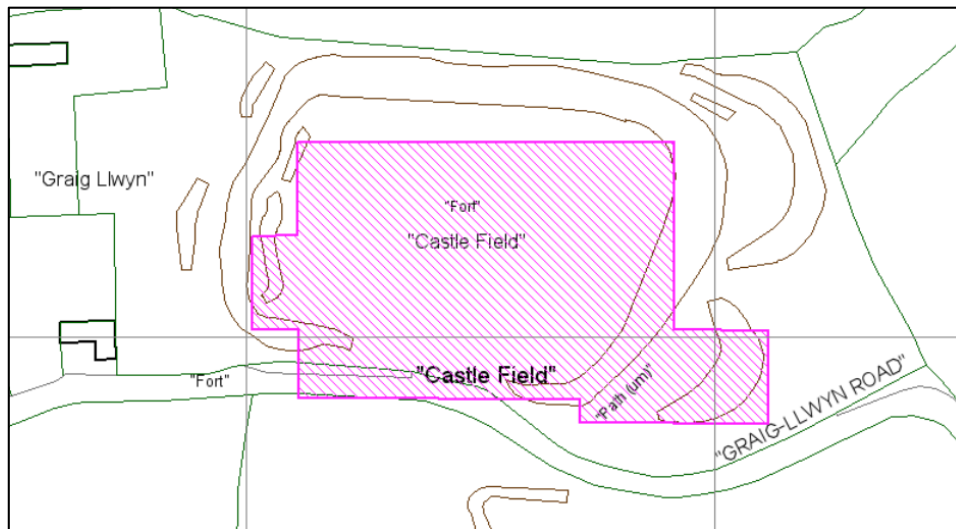 "Graig Llwyn"
"Fort"
"Castle Field"
"Fort"
"Castle Field"
"Path (um)"
"GRAIG-LLWYN ROAD"